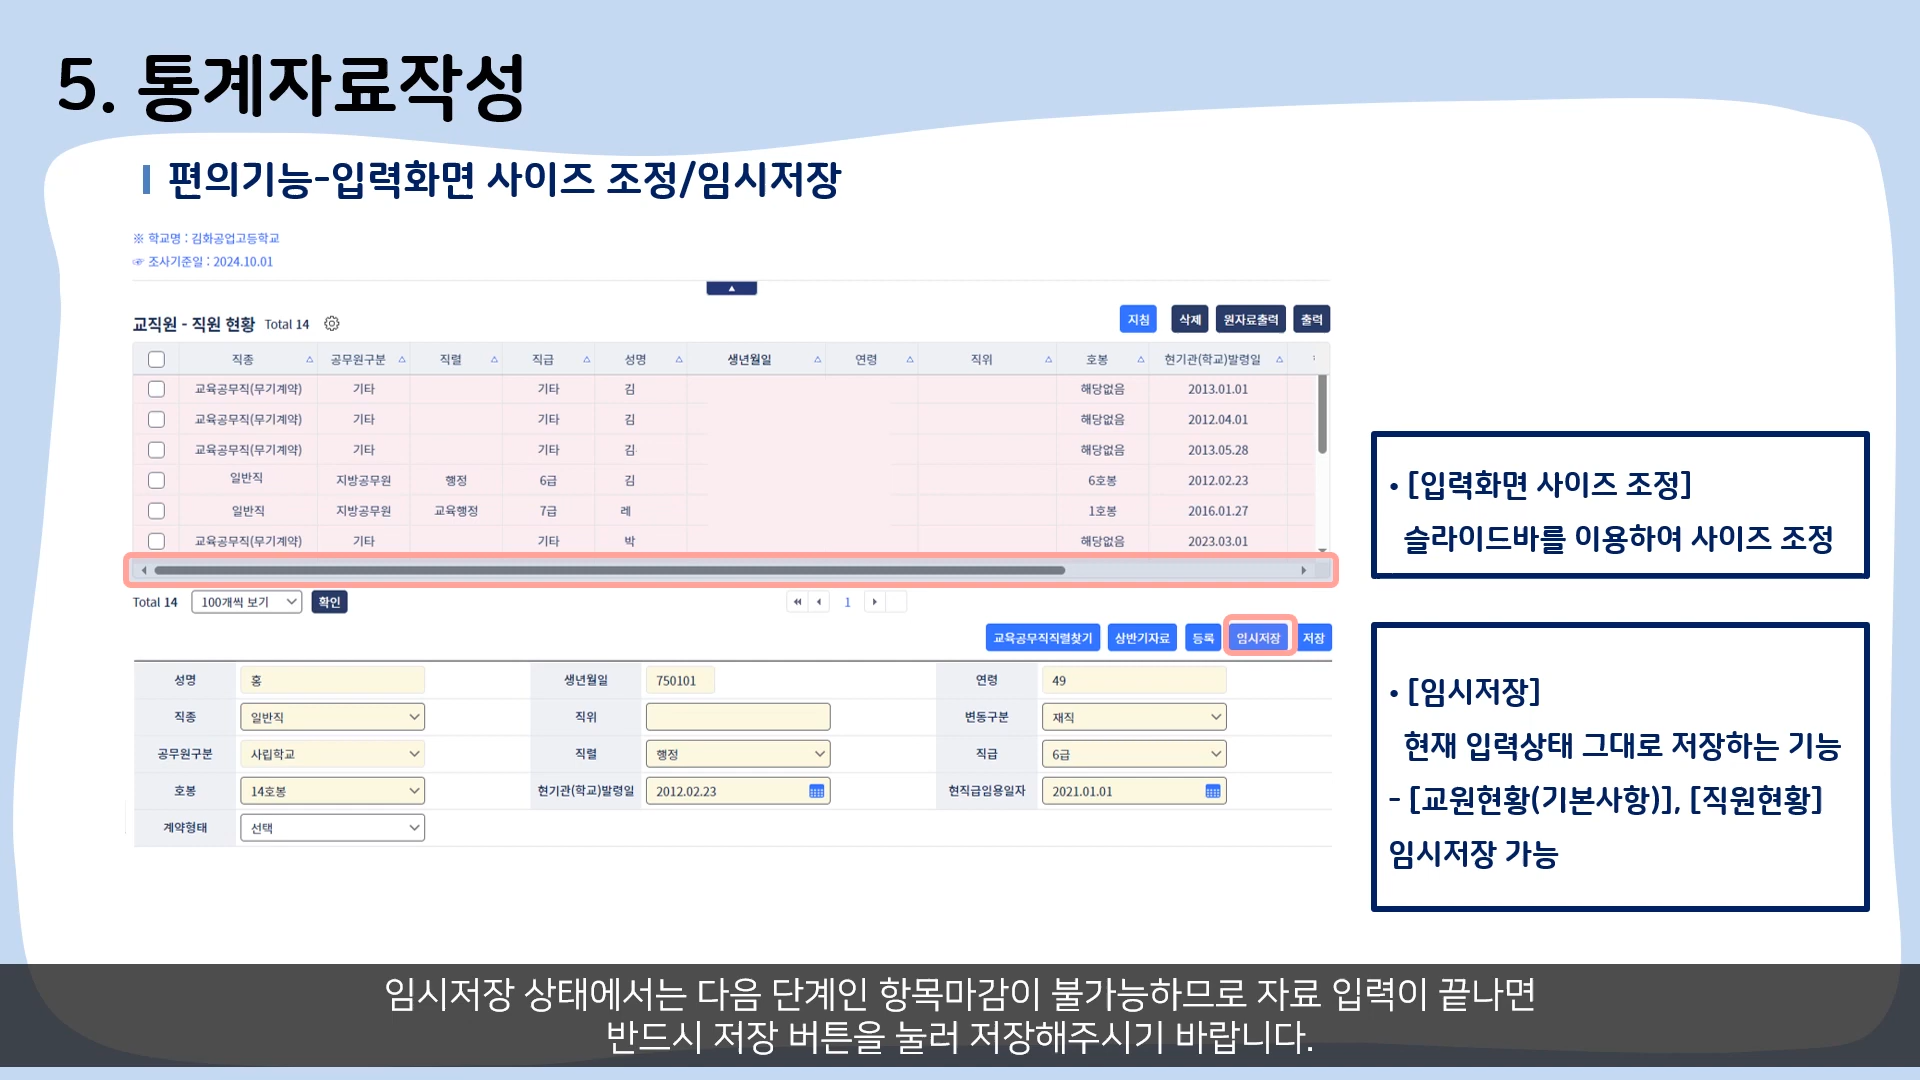 5. 통계자료작성
편의기능-입력화면 사이즈 조정/임시저장
※ 학교명 : 김화공업고등학교
☞ 조사기준일 : 2024.10.01
▲
교직원 - 직원 현황 Total 14
지침 삭제 원자료출력 출력
직종 △ 공무원구분 △ 직렬 △ 직급 △ 성명 △ 생년월일 △ 연령 △ 직위 △ 호봉 △ 현기관(학교)발령일 △
교육공무직(무기계약) 기타 기타 김 해당없음 2013.01.01
교육공무직(무기계약) 기타 기타 김 해당없음 2012.04.01
교육공무직(무기계약) 기타 기타 김 해당없음 2013.05.28
일반직 지방공무원 행정 6급 김 6호봉 2012.02.23
일반직 지방공무원 교육행정 7급 레 1호봉 2016.01.27
교육공무직(무기계약) 기타 기타 박 해당없음 2023.03.01
Total 14 100개씩 보기 확인 1
교육공무직직렬찾기 상반기자료 등록 임시저장 저장
성명 홍 생년월일 750101 연령 49
직종 일반직 직위 변동구분 재직
공무원구분 사립학교 직렬 행정 직급 6급
호봉 14호봉 현기관(학교)발령일 2012.02.23 현직급임용일자 2021.01.01
계약형태 선택
• [입력화면 사이즈 조정]
슬라이드바를 이용하여 사이즈 조정
• [임시저장]
현재 입력상태 그대로 저장하는 기능
- [교원현황(기본사항)], [직원현황]
임시저장 가능
임시저장 상태에서는 다음 단계인 항목마감이 불가능하므로 자료 입력이 끝나면
반드시 저장 버튼을 눌러 저장해주시기 바랍니다.